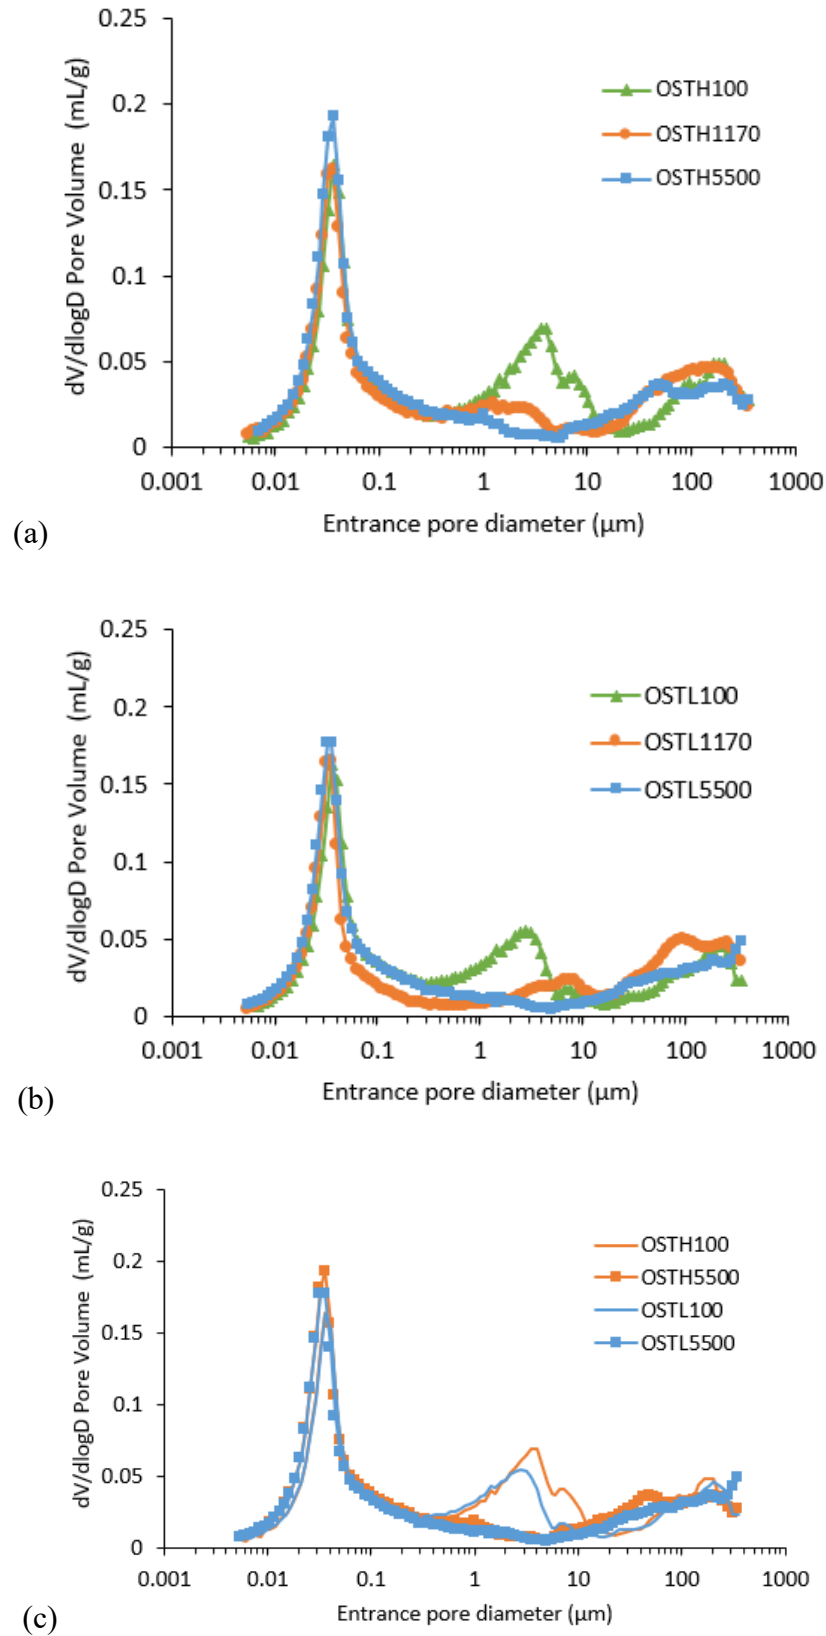 0.25
0.2
0.15
0.1
0.05
0
dV/dlogD Pore Volume (mL/g)
OSTH100
OSTH1170
OSTH5500
0.001 0.01 0.1 1 10 100 1000
Entrance pore diameter (μm)
(a)
0.25
0.2
0.15
0.1
0.05
0
dV/dlogD Pore Volume (mL/g)
OSTL100
OSTL1170
OSTL5500
0.001 0.01 0.1 1 10 100 1000
Entrance pore diameter (μm)
(b)
0.25
0.2
0.15
0.1
0.05
0
dV/dlogD Pore Volume (mL/g)
OSTH100
OSTH5500
OSTL100
OSTL5500
0.001 0.01 0.1 1 10 100 1000
Entrance pore diameter (μm)
(c)